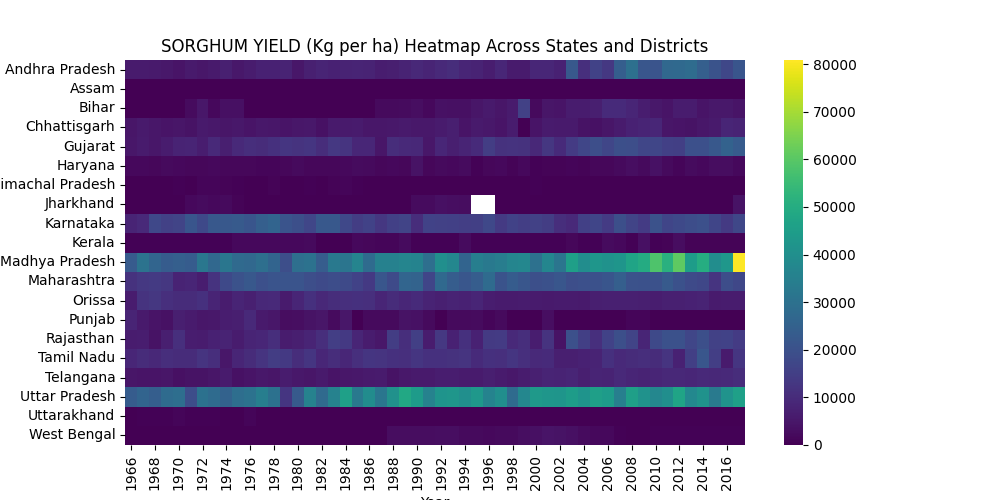 SORGHUM YIELD (Kg per ha) Heatmap Across States and Districts
Andhra Pradesh
Assam
Bihar
Chhattisgarh
Gujarat
Haryana
imachal Pradesh
Jharkhand
Karnataka
Kerala
Madhya Pradesh
Maharashtra
Orissa
Punjab
Rajasthan
Tamil Nadu
Telangana
Uttar Pradesh
Uttarakhand
West Bengal
1966 1968 1970 1972 1974 1976 1978 1980 1982 1984 1986 1988 1990 1992 1994 1996 1998 2000 2002 2004 2006 2008 2010 2012 2014 2016
Year
80000
70000
60000
50000
40000
30000
20000
10000
0